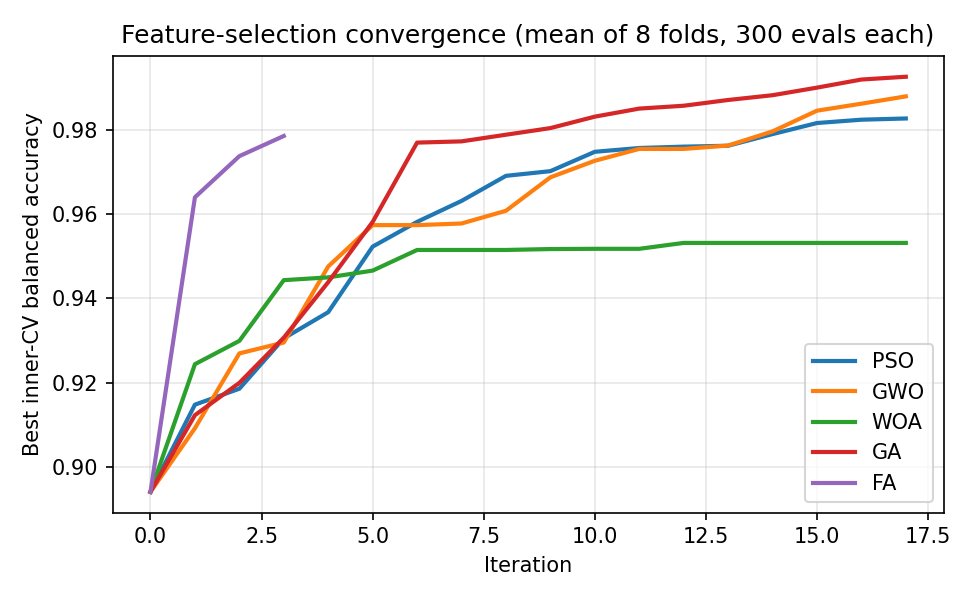 Feature-selection convergence (mean of 8 folds, 300 evals each)
Best inner-CV balanced accuracy
0.98
0.96
0.94
0.92
0.90
PSO
GWO
WOA
GA
FA
0.0 2.5 5.0 7.5 10.0 12.5 15.0 17.5
Iteration